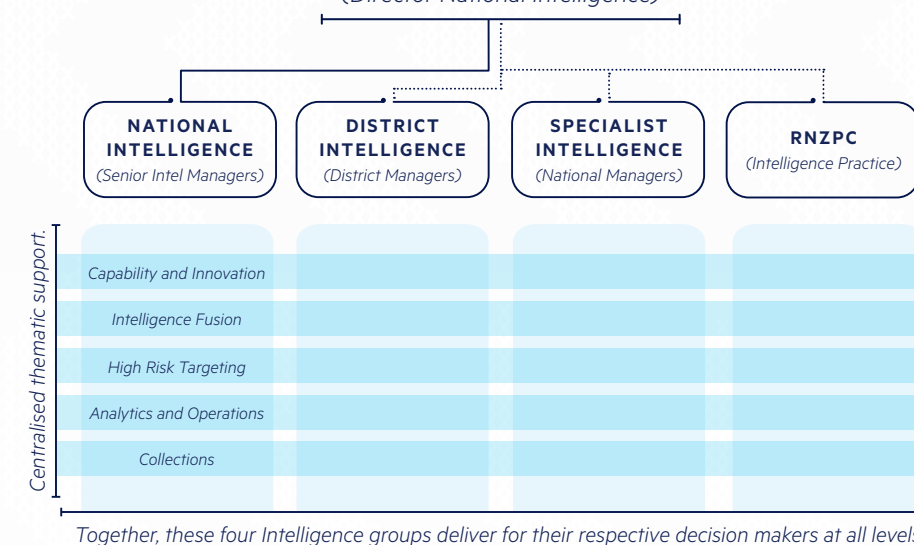 (Director National Intelligence)
NATIONAL
INTELLIGENCE
(Senior Intel Managers)
DISTRICT
INTELLIGENCE
(District Managers)
SPECIALIST
INTELLIGENCE
(National Managers)
RNZPC
(Intelligence Practice)
Centralised thematic support.
Capability and Innovation
Intelligence Fusion
High Risk Targeting
Analytics and Operations
Collections
Together, these four Intelligence groups deliver for their respective decision makers at all levels